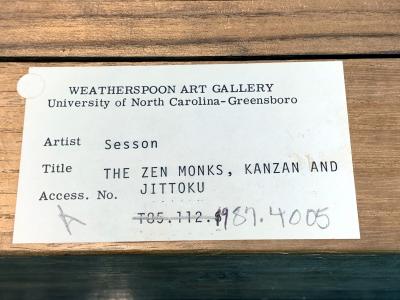 WEATHERSPOON ART GALLERY
University of North Carolina-Greensboro
Artist Sesson
Title THE ZEN MONKS, KANZAN AND
JITTOKU
Access. No.
T05.112.
1987.4005